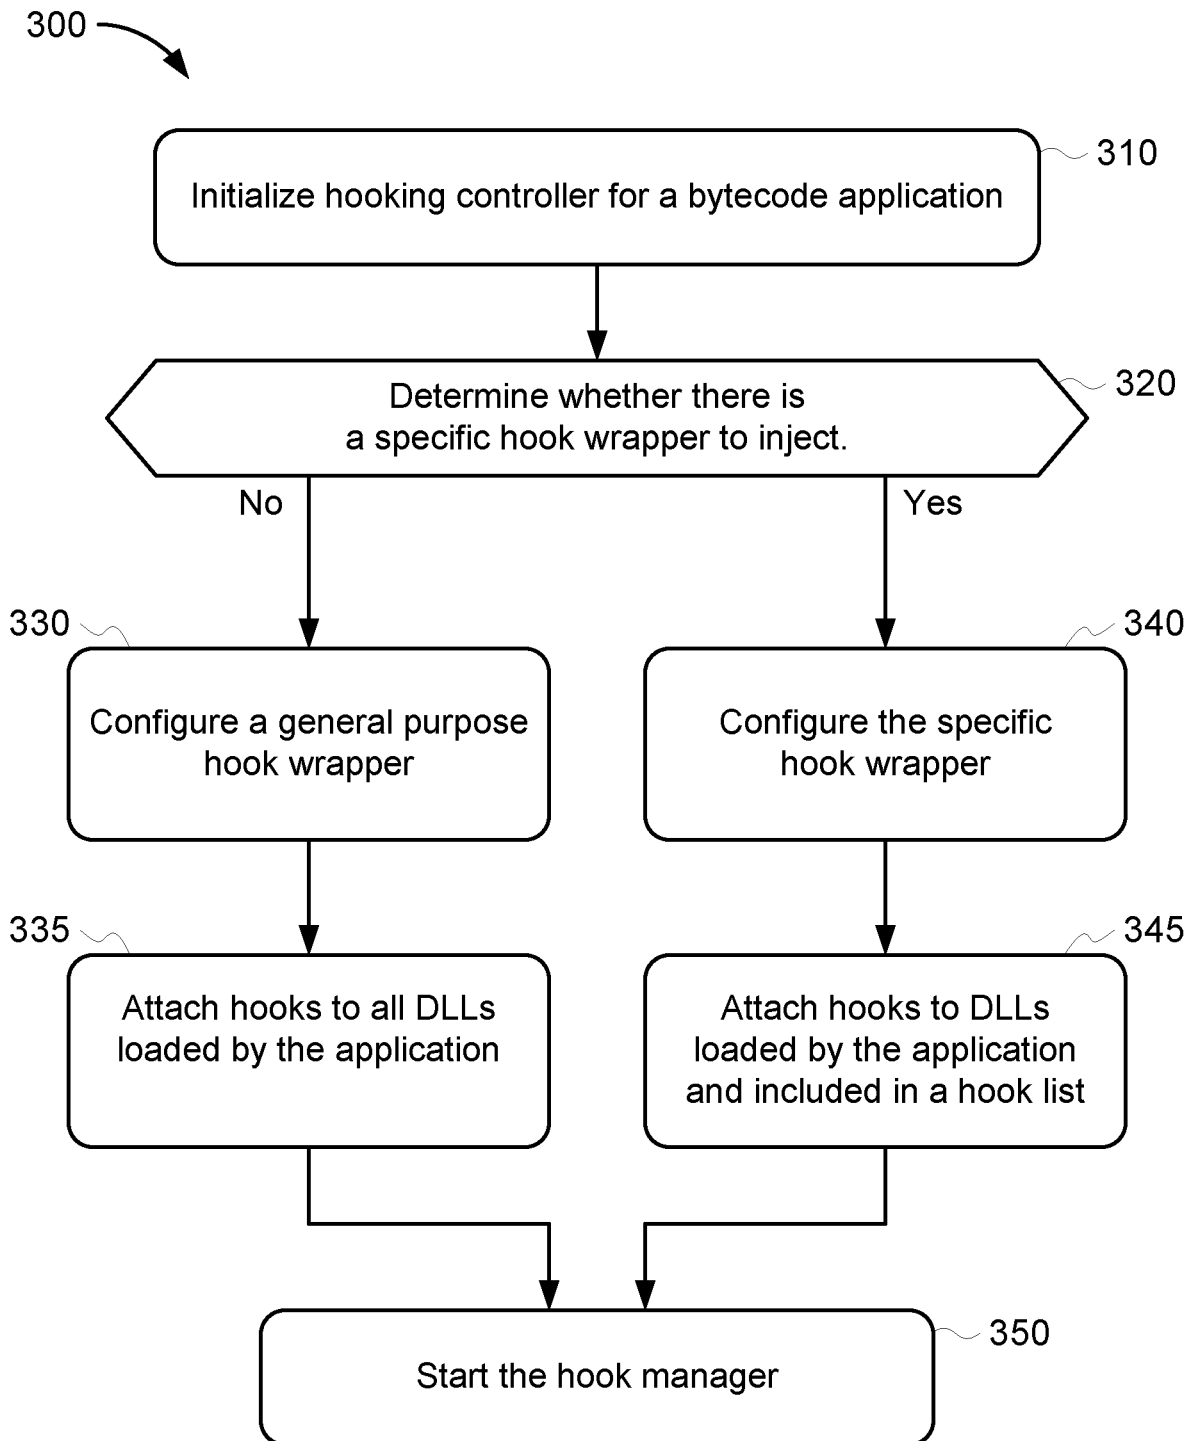 300
310
Initialize hooking controller for a bytecode application
320
Determine whether there is
a specific hook wrapper to inject.
No
Yes
330
340
Configure a general purpose
hook wrapper
Configure the specific
hook wrapper
335
345
Attach hooks to all DLLs
loaded by the application
Attach hooks to DLLs
loaded by the application
and included in a hook list
350
Start the hook manager